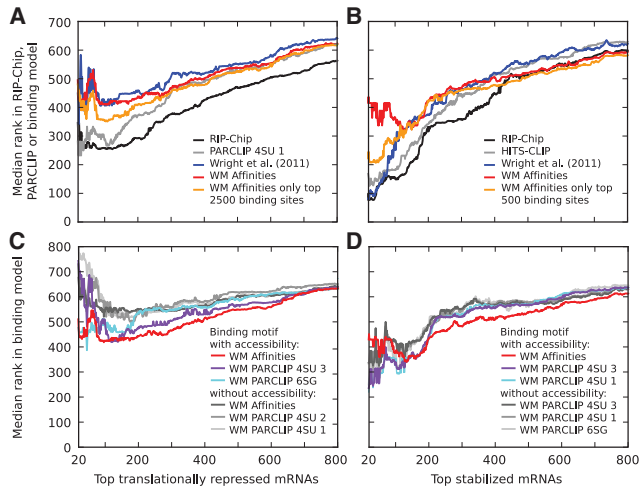 A
B
Median rank in RIP-Chip,
PARCLIP or binding model
700
600
500
400
300
200
100
0
RIP-Chip
PARCLIP 4SU 1
Wright et al. (2011)
WM Affinities
WM Affinities only top
2500 binding sites
RIP-Chip
HITS-CLIP
Wright et al. (2011)
WM Affinities
WM Affinities only top
500 binding sites
C
D
Median rank in binding model
800
700
600
500
400
300
200
100
0
Binding motif
with accessibility:
WM Affinities
WM PARCLIP 4SU 3
WM PARCLIP 6SG
without accessibility:
WM Affinities
WM PARCLIP 4SU 2
WM PARCLIP 4SU 1
Binding motif
with accessibility:
WM Affinities
WM PARCLIP 4SU 3
WM PARCLIP 4SU 1
without accessibility:
WM PARCLIP 4SU 3
WM PARCLIP 4SU 1
WM PARCLIP 6SG
20 200 400 600 800
20 200 400 600 800
Top translationally repressed mRNAs
Top stabilized mRNAs